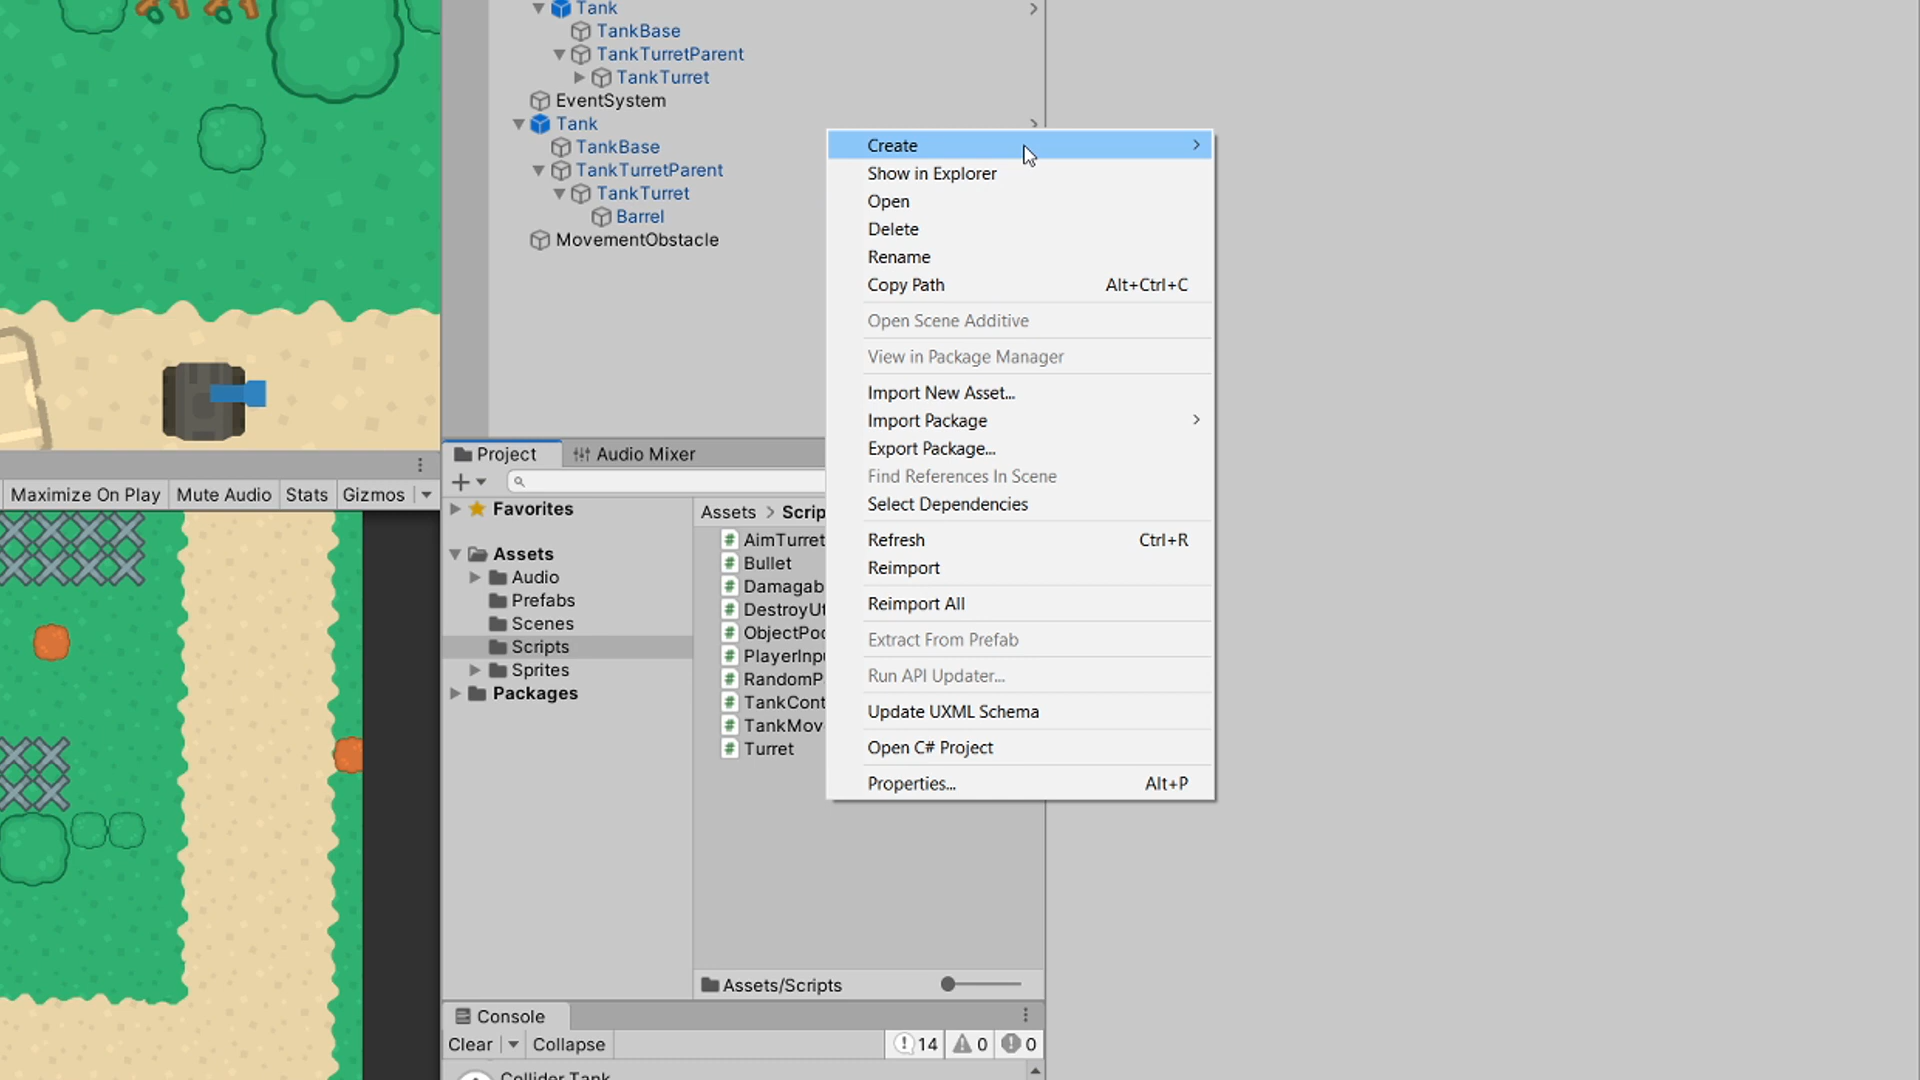 Tank
TankBase
TankTurretParent
TankTurret
EventSystem
Tank
TankBase
TankTurretParent
TankTurret
Barrel
MovementObstacle
Create
Show in Explorer
Open
Delete
Rename
Copy Path Alt+Ctrl+C
Open Scene Additive
View in Package Manager
Import New Asset...
Import Package
Export Package...
Find References In Scene
Select Dependencies
Refresh Ctrl+R
Reimport
Reimport All
Extract From Prefab
Run API Updater...
Update UXML Schema
Open C# Project
Properties... Alt+P
Project Audio Mixer
Maximize On Play Mute Audio Stats Gizmos
Favorites
Assets
Audio
Prefabs
Scenes
Scripts
Sprites
Packages
Assets > Scrip
AimTurret
Bullet
Damagab
DestroyUt
ObjectPoo
PlayerInpu
RandomP
TankCont
TankMov
Turret
Assets/Scripts
Console
Clear Collapse 14 0 0
Collider Tank